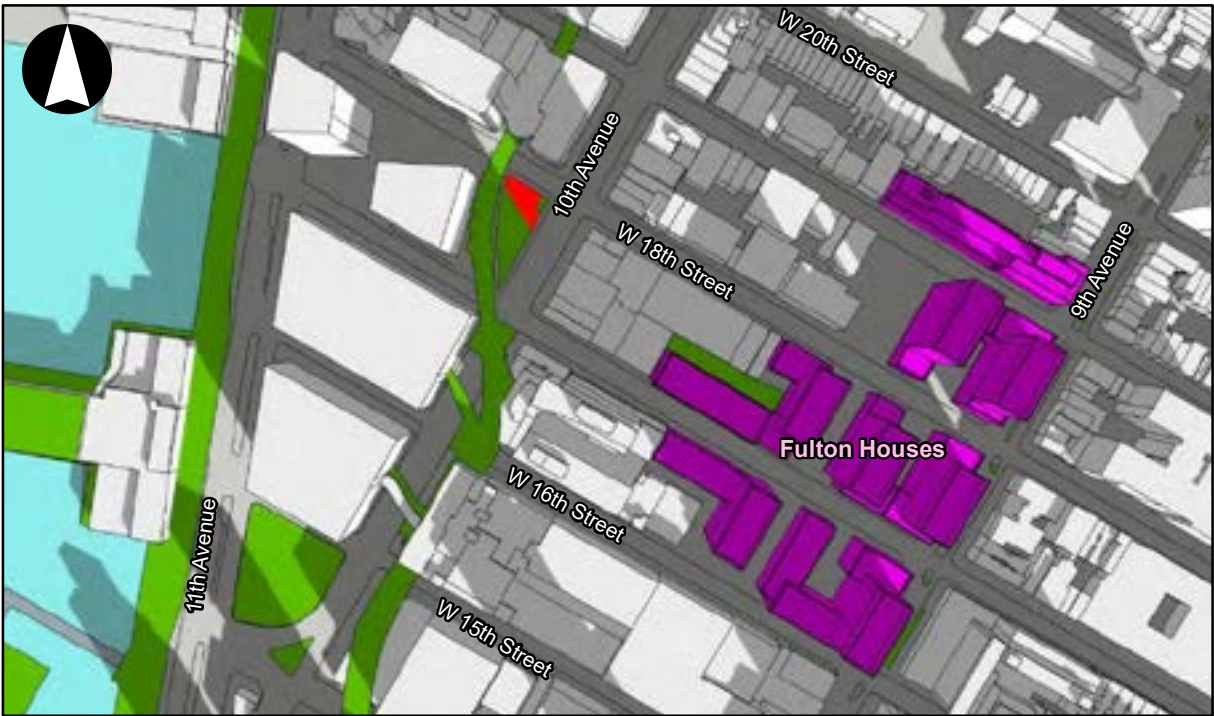 W 20th Street
10th Avenue
W 18th Street
9th Avenue
Fulton Houses
W 16th Street
11th Avenue
W 15th Street